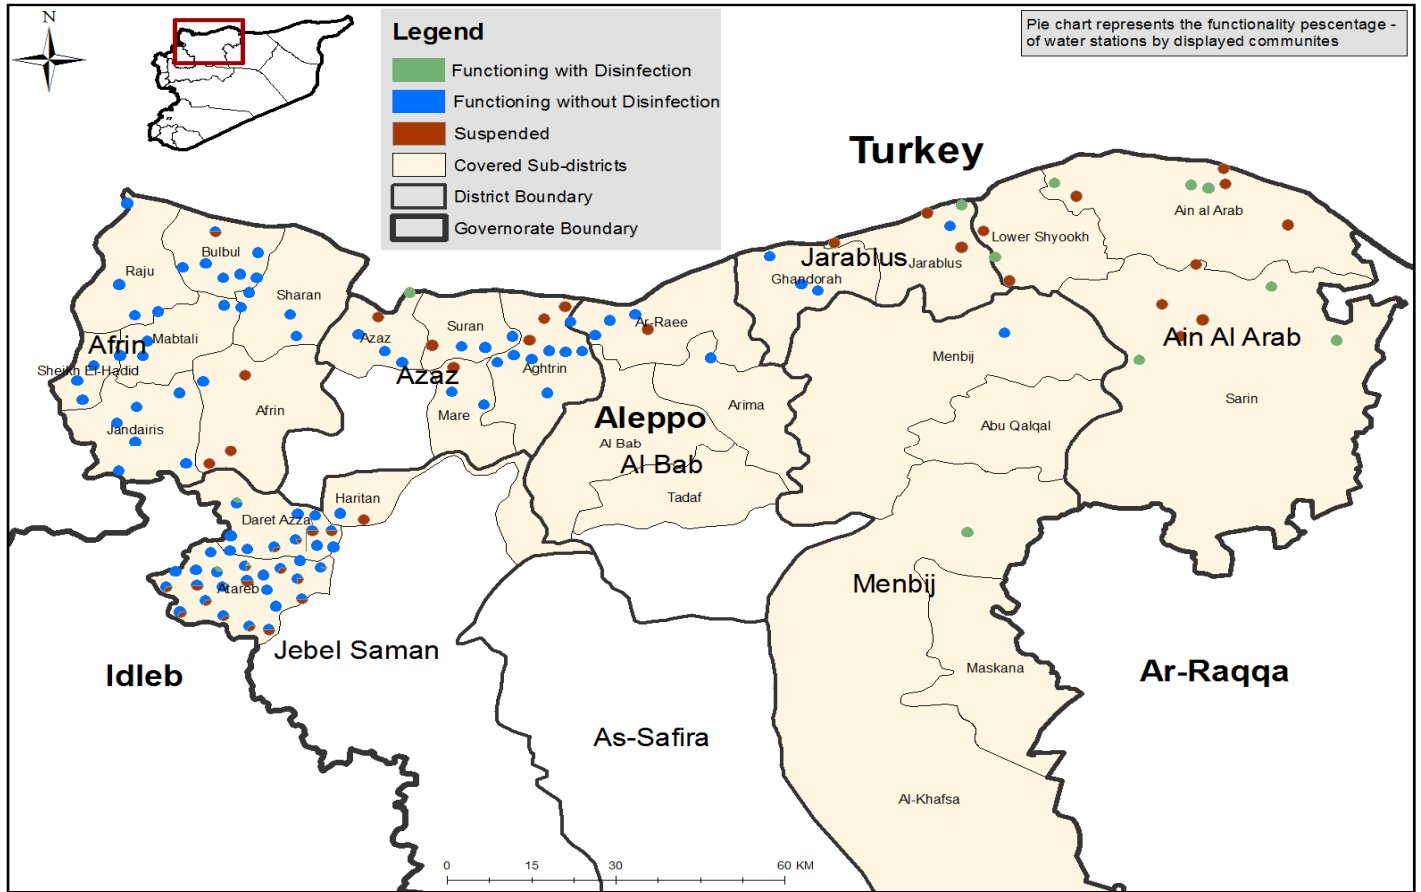 N
Legend
Functioning with Disinfection
Functioning without Disinfection
Suspended
Covered Sub-districts
District Boundary
Governorate Boundary
Pie chart represents the functionality pescentage -
of water stations by displayed communites
Turkey
Ain al Arab
Lower Shyookh
Jarablus
Jarablus
Ghandorah
Bulbul
Raju
Sharan
Mabtali
Afrin
Sheikh El-Hadid
Afrin
Jandairis
Azaz
Suran
Azaz
Aghtrin
Mare
Ar-Raee
Arima
Aleppo
Al Bab
Al Bab
Tadaf
Menbij
Abu Qalqal
Ain Al Arab
Sarin
Haritan
Daret Azza
Atareb
Jebel Saman
Idleb
Menbij
Maskana
Ar-Raqqa
As-Safira
Al-Khafsa
0 15 30 60 KM